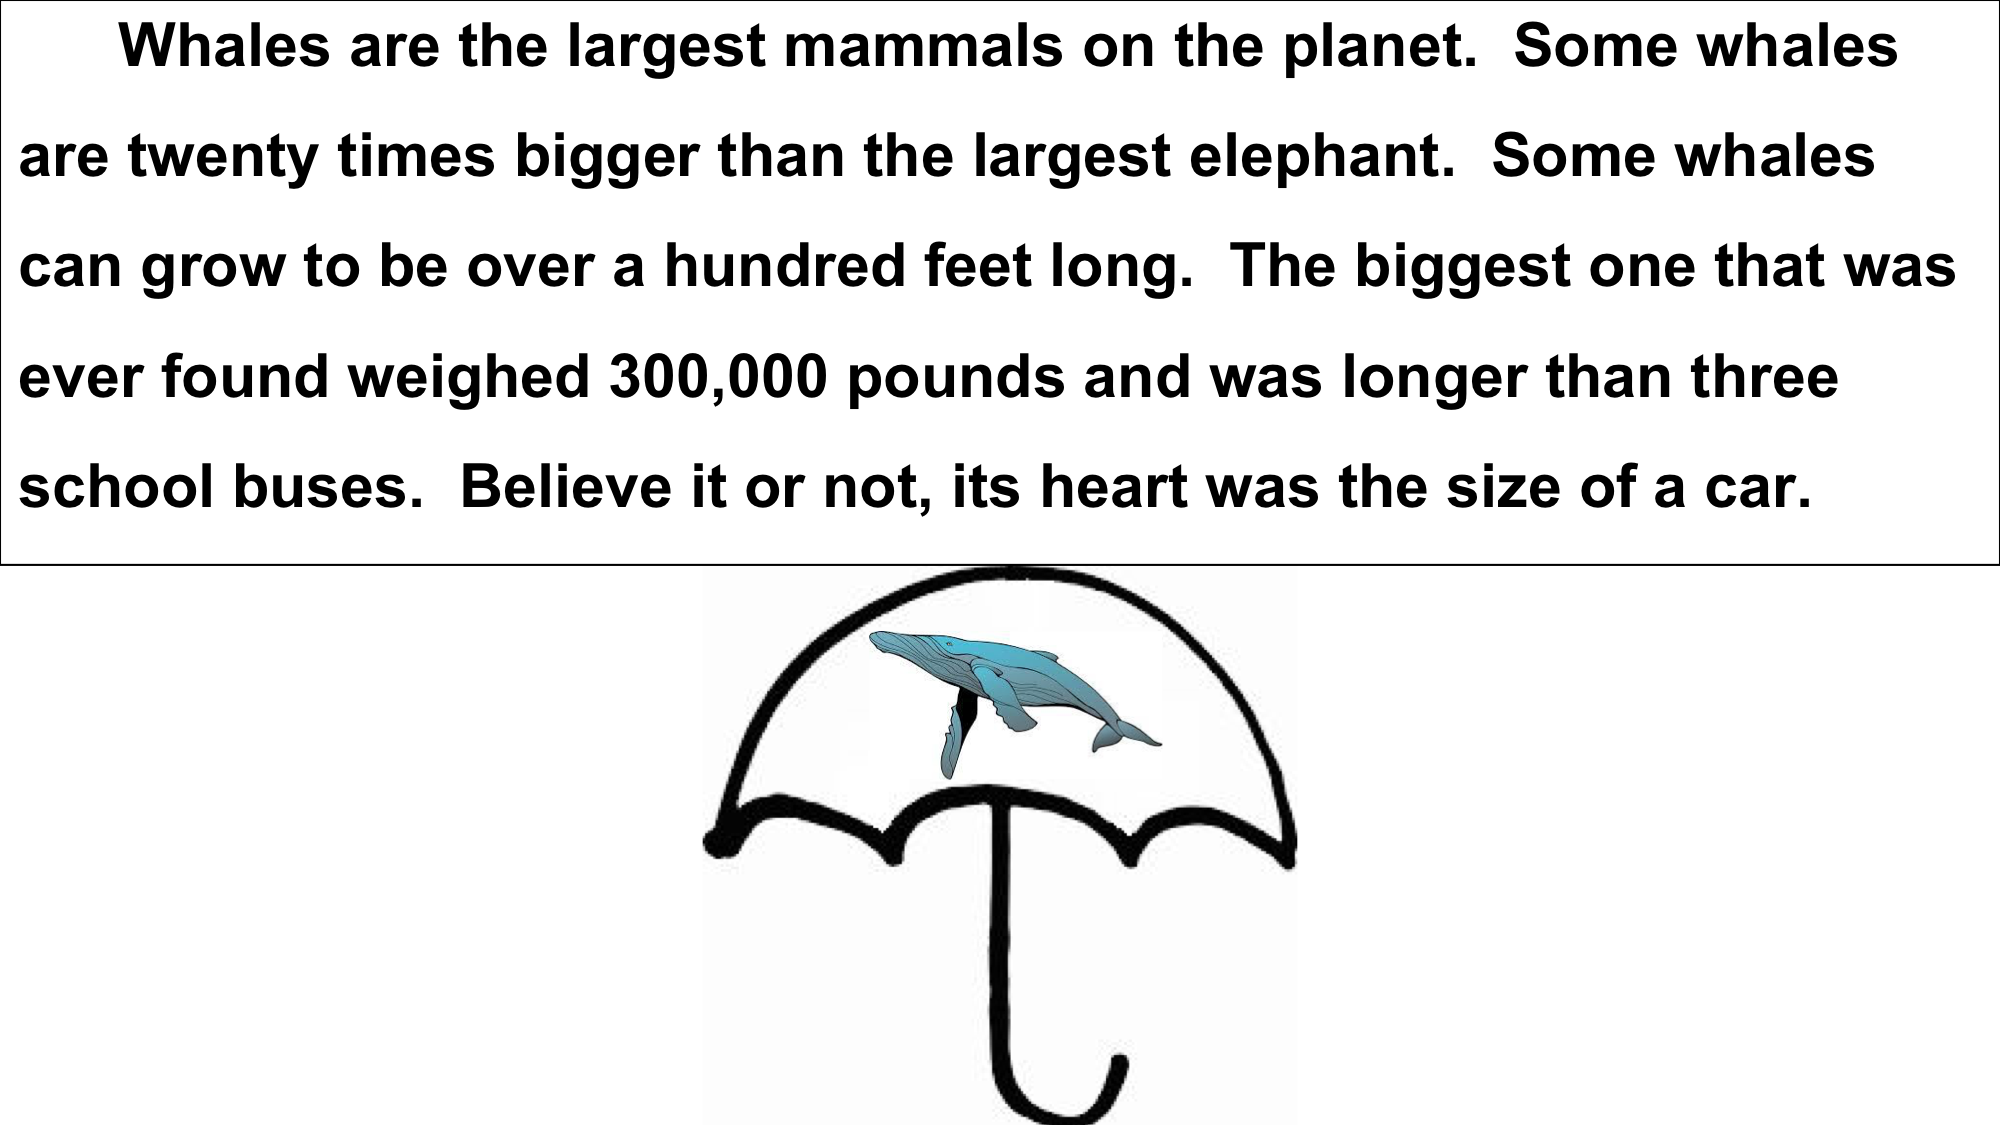 Whales are the largest mammals on the planet.  Some whales
are twenty times bigger than the largest elephant.  Some whales
can grow to be over a hundred feet long.  The biggest one that was
ever found weighed 300,000 pounds and was longer than three
school buses.  Believe it or not, its heart was the size of a car.